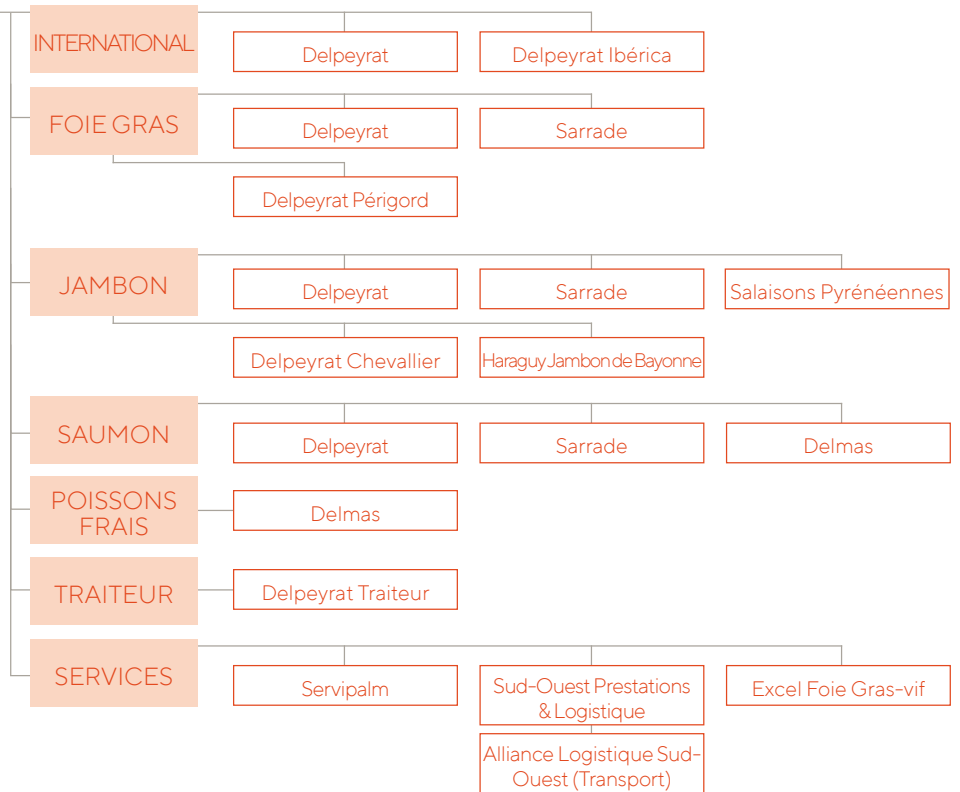 INTERNATIONAL
Delpeyrat
Delpeyrat Ibérica
FOIE GRAS
Delpeyrat
Sarrade
Delpeyrat Périgord
JAMBON
Delpeyrat
Sarrade
Salaisons Pyrénéennes
Delpeyrat Chevallier
Haraguy Jambon de Bayonne
SAUMON
Delpeyrat
Sarrade
Delmas
POISSONS
FRAIS
Delmas
TRAITEUR
Delpeyrat Traiteur
SERVICES
Servipalm
Sud-Ouest Prestations
& Logistique
Excel Foie Gras-vif
Alliance Logistique Sud-
Ouest (Transport)